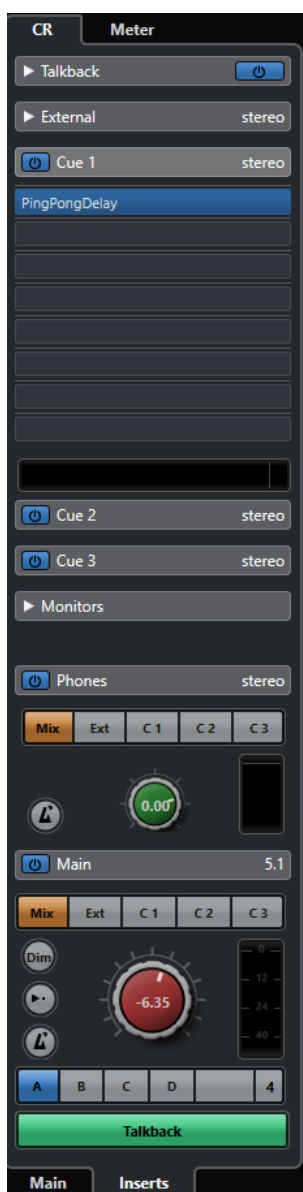 CR Meter
Talkback
External stereo
Cue 1 stereo
PingPongDelay
Cue 2 stereo
Cue 3 stereo
Monitors
Phones stereo
Mix Ext C 1 C 2 C 3
0.00
Main 5.1
Mix Ext C 1 C 2 C 3
Dim
0
12
-6.35
24
40
A B C D 4
Talkback
Main Inserts